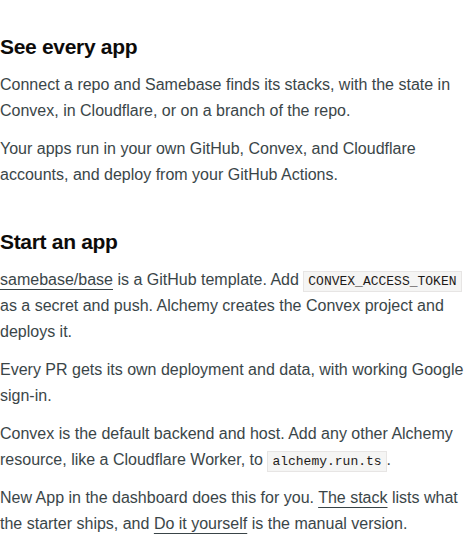 See every app
Connect a repo and Samebase finds its stacks, with the state in
Convex, in Cloudflare, or on a branch of the repo.
Your apps run in your own GitHub, Convex, and Cloudflare
accounts, and deploy from your GitHub Actions.
Start an app
samebase/base is a GitHub template. Add CONVEX_ACCESS_TOKEN
as a secret and push. Alchemy creates the Convex project and
deploys it.
Every PR gets its own deployment and data, with working Google
sign-in.
Convex is the default backend and host. Add any other Alchemy
resource, like a Cloudflare Worker, to alchemy.run.ts.
New App in the dashboard does this for you. The stack lists what
the starter ships, and Do it yourself is the manual version.